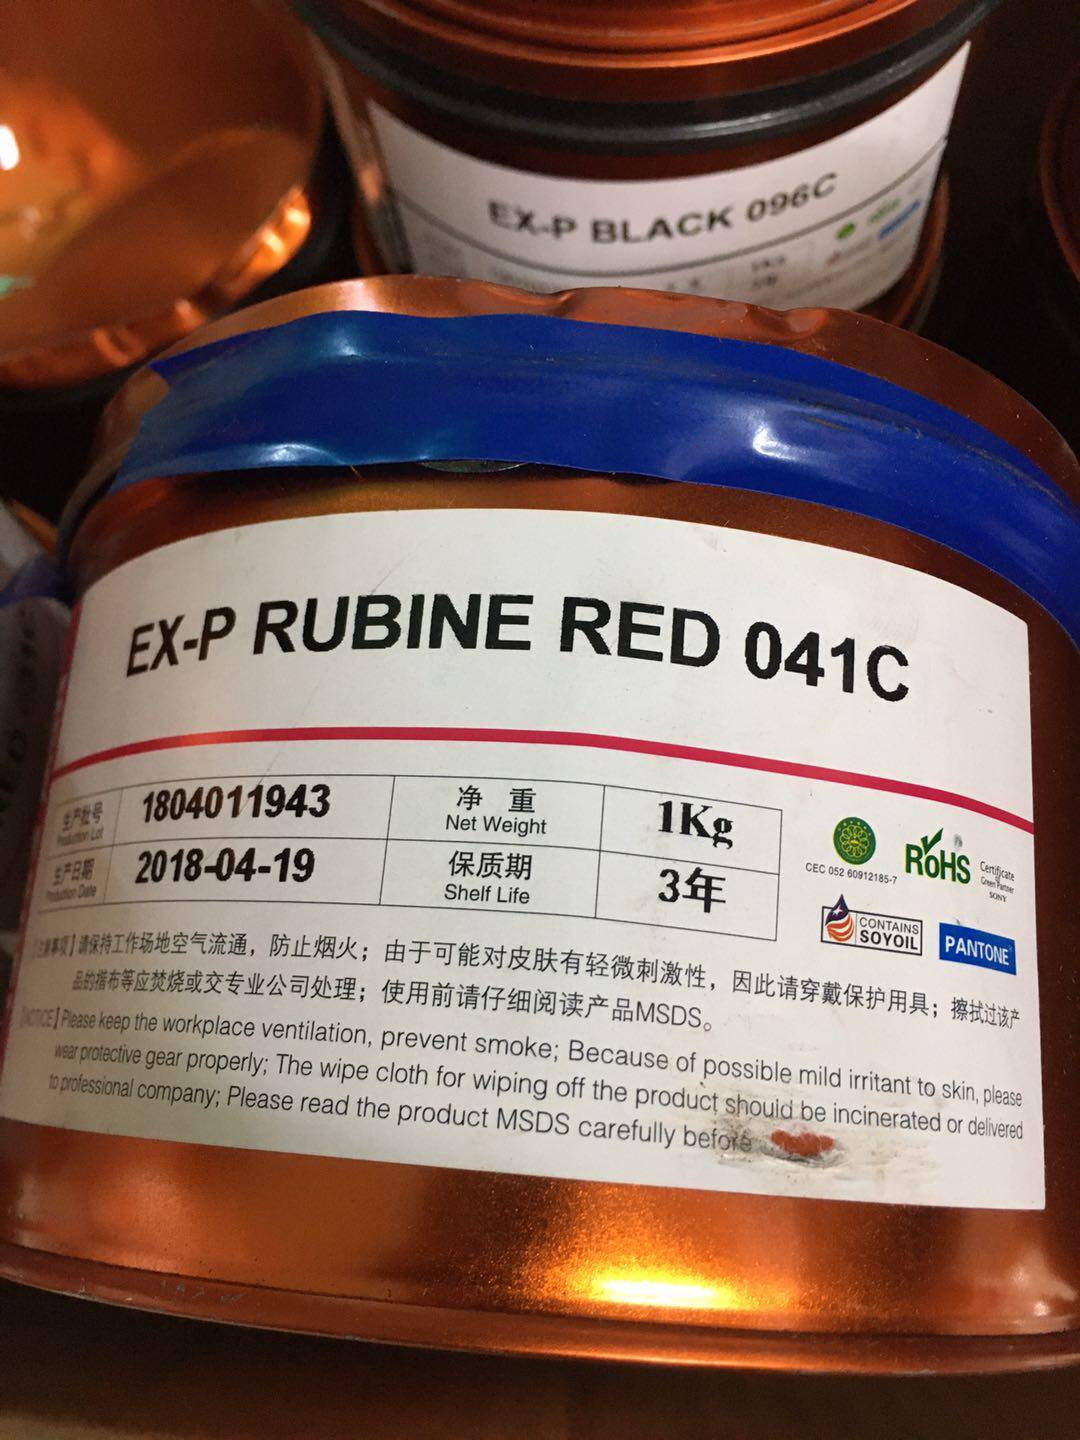 EX-P BLACK 096C
EX-P RUBINE RED 041C
生产批号 1804011943 净 重 1Kg
Production Lot Net Weight
生产日期 2018-04-19 保质期 3年
Production Date Shelf Life
CEC 052 60912185-7
RoHS
Certificate
Green Partner
SONY
CONTAINS
SOYOIL
PANTONE
【注意事项】请保持工作场地空气流通，防止烟火；由于可能对皮肤有轻微刺激性，因此请穿戴保护用具；擦拭过该产
品的揩布等应焚烧或交专业公司处理；使用前请仔细阅读产品MSDS。
【NOTICE】Please keep the workplace ventilation, prevent smoke; Because of possible mild irritant to skin, please
wear protective gear properly; The wipe cloth for wiping off the product should be incinerated or delivered
to professional company; Please read the product MSDS carefully before